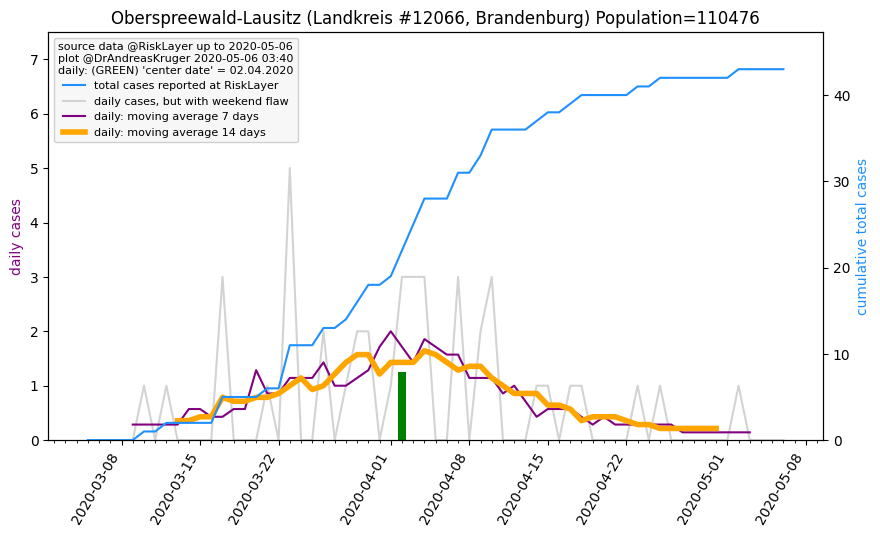 Oberspreewald-Lausitz (Landkreis #12066, Brandenburg) Population=110476
source data @RiskLayer up to 2020-05-06
plot @DrAndreasKruger 2020-05-06 03:40
daily: (GREEN) 'center date' = 02.04.2020
total cases reported at RiskLayer
daily cases, but with weekend flaw
daily: moving average 7 days
daily: moving average 14 days
daily cases
7
6
5
4
3
2
1
0
cumulative total cases
40
30
20
10
0
2020-03-08
2020-03-15
2020-03-22
2020-04-01
2020-04-08
2020-04-15
2020-04-22
2020-05-01
2020-05-08